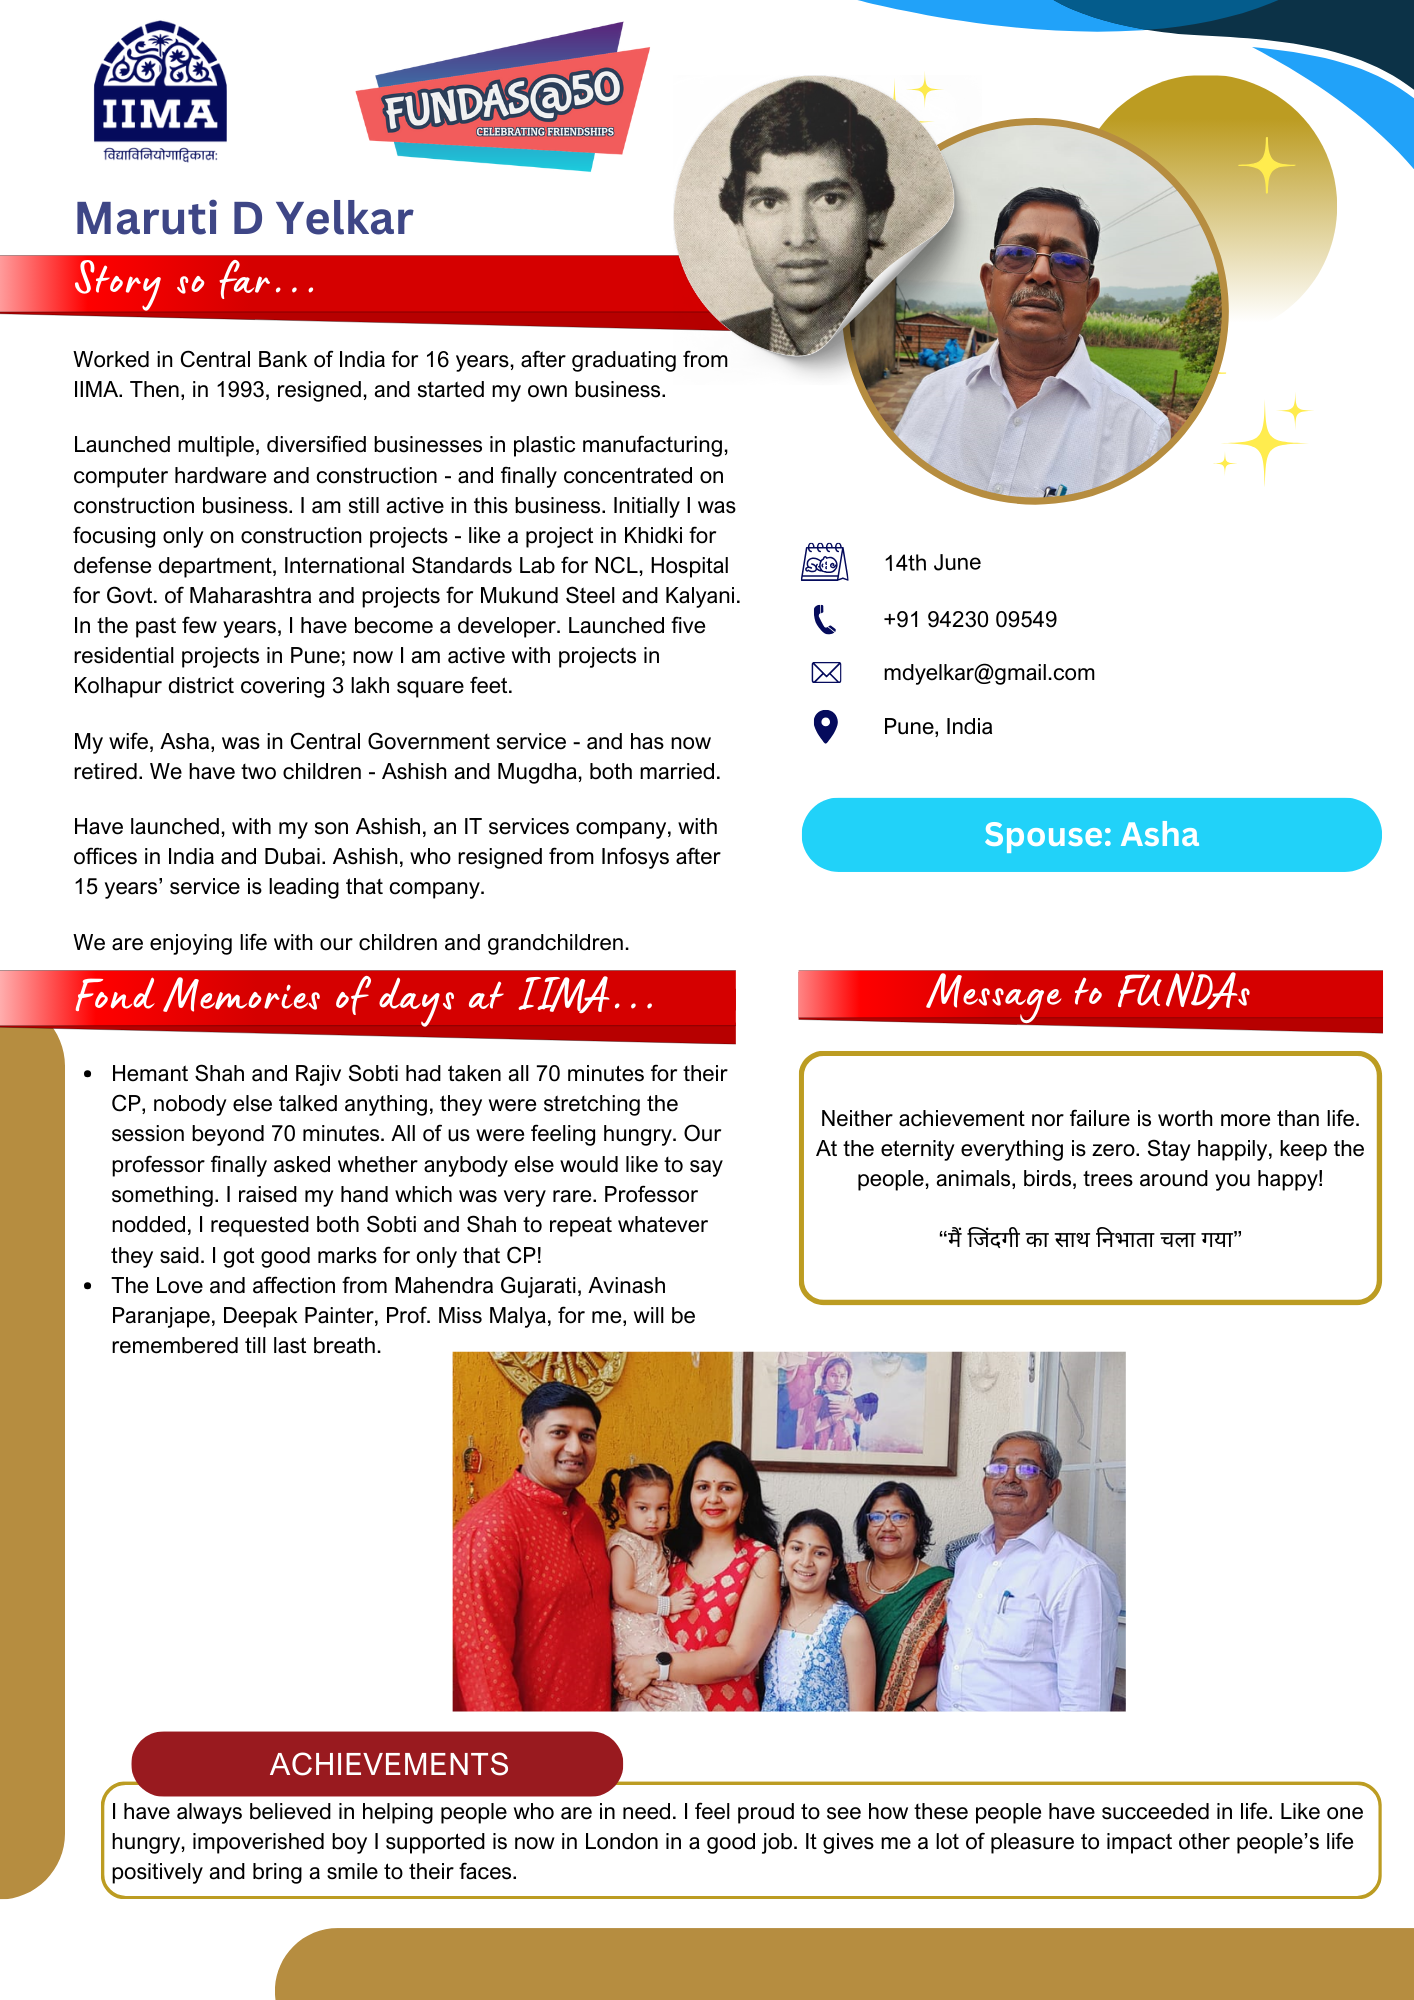 IIMA
विद्याविनियोगाद्विकास:
FUNDAS@50
CELEBRATING FRIENDSHIPS
Maruti D Yelkar
Story so far...
Worked in Central Bank of India for 16 years, after graduating from
IIMA. Then, in 1993, resigned, and started my own business.
Launched multiple, diversified businesses in plastic manufacturing,
computer hardware and construction - and finally concentrated on
construction business. I am still active in this business. Initially I was
focusing only on construction projects - like a project in Khidki for
defense department, International Standards Lab for NCL, Hospital
for Govt. of Maharashtra and projects for Mukund Steel and Kalyani.
In the past few years, I have become a developer. Launched five
residential projects in Pune; now I am active with projects in
Kolhapur district covering 3 lakh square feet.
My wife, Asha, was in Central Government service - and has now
retired. We have two children - Ashish and Mugdha, both married.
Have launched, with my son Ashish, an IT services company, with
offices in India and Dubai. Ashish, who resigned from Infosys after
15 years’ service is leading that company.
We are enjoying life with our children and grandchildren.
14th June
+91 94230 09549
mdyelkar@gmail.com
Pune, India
Spouse: Asha
Fond Memories of days at IIMA...
Hemant Shah and Rajiv Sobti had taken all 70 minutes for their
CP, nobody else talked anything, they were stretching the
session beyond 70 minutes. All of us were feeling hungry. Our
professor finally asked whether anybody else would like to say
something. I raised my hand which was very rare. Professor
nodded, I requested both Sobti and Shah to repeat whatever
they said. I got good marks for only that CP!
The Love and affection from Mahendra Gujarati, Avinash
Paranjape, Deepak Painter, Prof. Miss Malya, for me, will be
remembered till last breath.
Message to FUNDAs
Neither achievement nor failure is worth more than life.
At the eternity everything is zero. Stay happily, keep the
people, animals, birds, trees around you happy!
“मैं जिंदगी का साथ निभाता चला गया”
ACHIEVEMENTS
I have always believed in helping people who are in need. I feel proud to see how these people have succeeded in life. Like one
hungry, impoverished boy I supported is now in London in a good job. It gives me a lot of pleasure to impact other people’s life
positively and bring a smile to their faces.